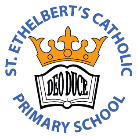 ST. ETHELBERT'S CATHOLIC
DEO DUCE
PRIMARY SCHOOL